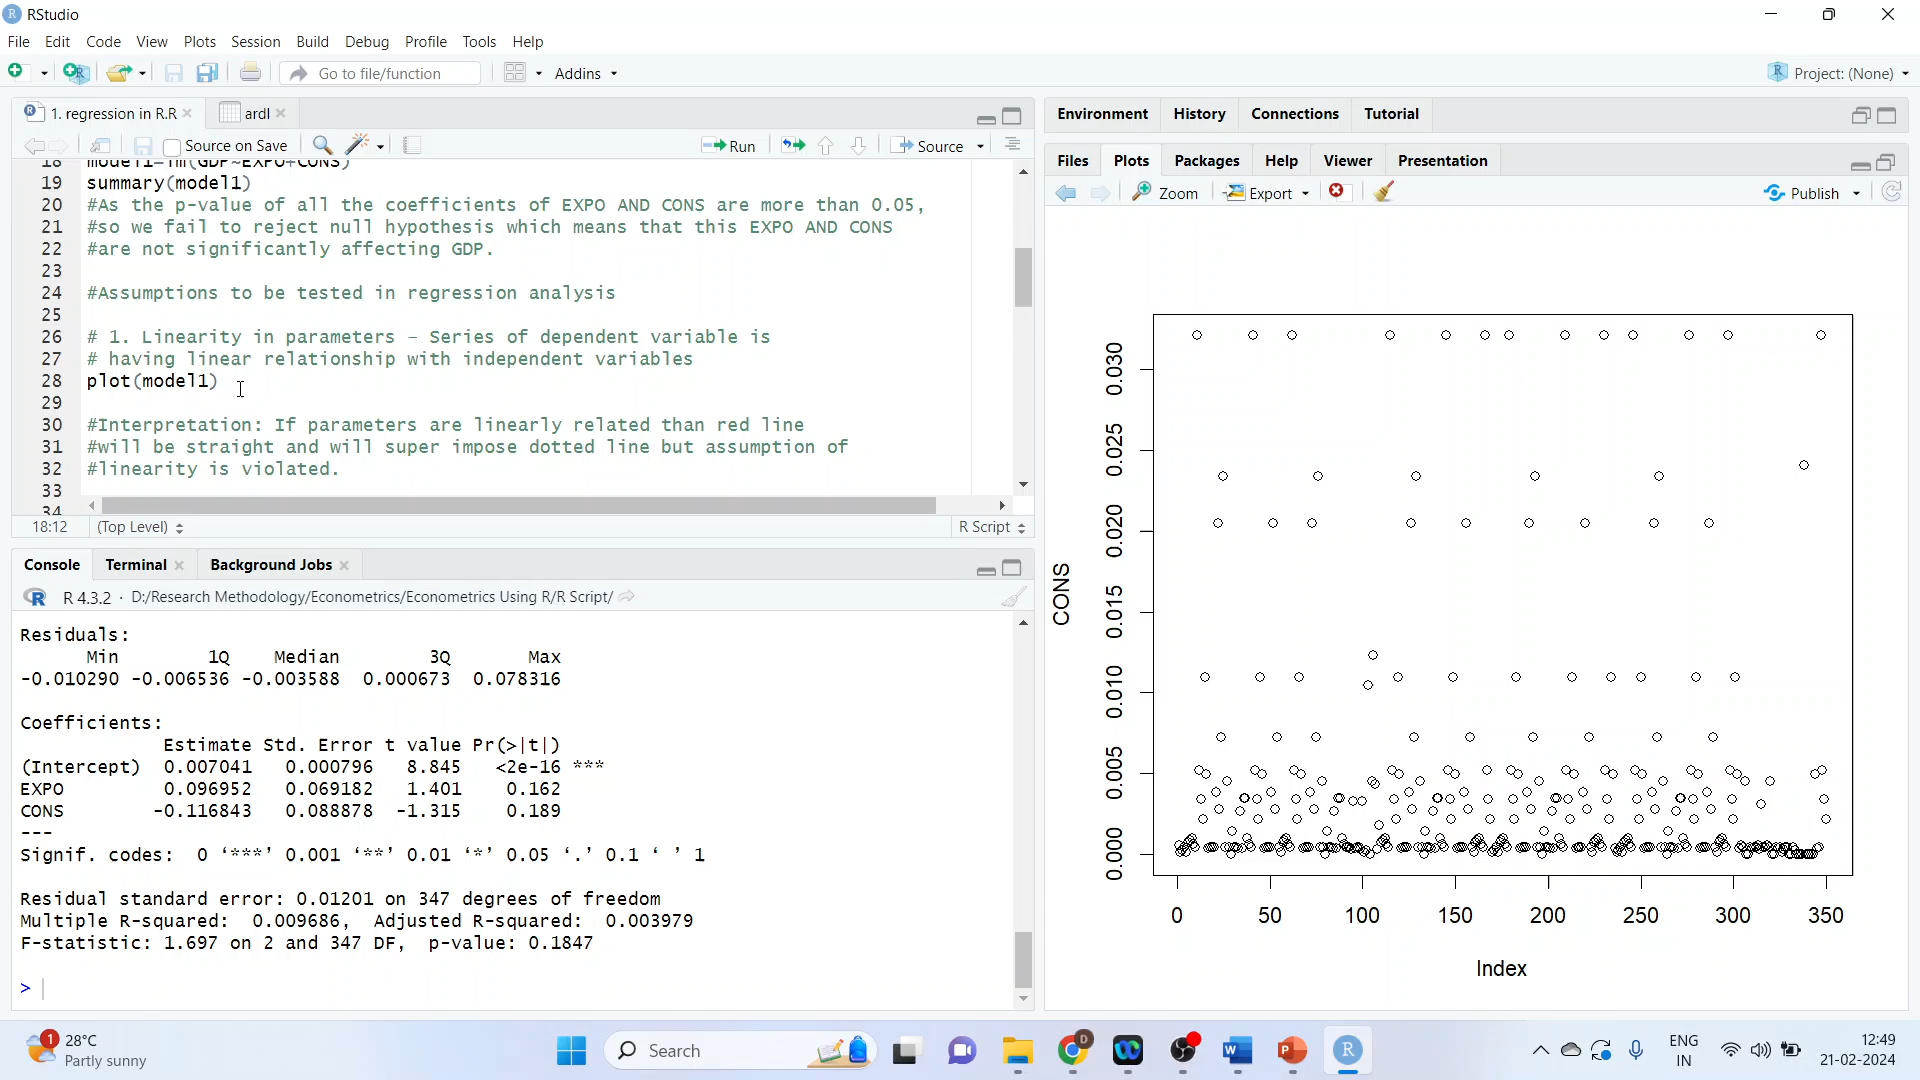 RStudio
File Edit Code View Plots Session Build Debug Profile Tools Help
Go to file/function Addins Project: (None)
1. regression in R.R ardl
Source on Save Run Source
18 model1=lm(GDP~EXPO+CONS)
19 summary(model1)
20 #As the p-value of all the coefficients of EXPO AND CONS are more than 0.05,
21 #so we fail to reject null hypothesis which means that this EXPO AND CONS
22 #are not significantly affecting GDP.
23
24 #Assumptions to be tested in regression analysis
25
26 # 1. Linearity in parameters - Series of dependent variable is
27 # having linear relationship with independent variables
28 plot(model1)
29
30 #Interpretation: If parameters are linearly related than red line
31 #will be straight and will super impose dotted line but assumption of
32 #linearity is violated.
33
34
18:12 (Top Level) R Script
Console Terminal Background Jobs
R 4.3.2 · D:/Research Methodology/Econometrics/Econometrics Using R/R Script/
Residuals:
Min 1Q Median 3Q Max
-0.010290 -0.006536 -0.003588 0.000673 0.078316
Coefficients:
Estimate Std. Error t value Pr(>|t|)
(Intercept) 0.007041 0.000796 8.845 <2e-16 ***
EXPO 0.096952 0.069182 1.401 0.162
CONS -0.116843 0.088878 -1.315 0.189
---
Signif. codes: 0 ‘***’ 0.001 ‘**’ 0.01 ‘*’ 0.05 ‘.’ 0.1 ‘ ’ 1
Residual standard error: 0.01201 on 347 degrees of freedom
Multiple R-squared: 0.009686, Adjusted R-squared: 0.003979
F-statistic: 1.697 on 2 and 347 DF, p-value: 0.1847
>
Environment History Connections Tutorial
Files Plots Packages Help Viewer Presentation
Zoom Export Publish
0.030
0.025
0.020
0.015
0.010
0.005
0.000
CONS
0 50 100 150 200 250 300 350
Index
1 28°C
Partly sunny
Search
ENG
IN
12:49
21-02-2024